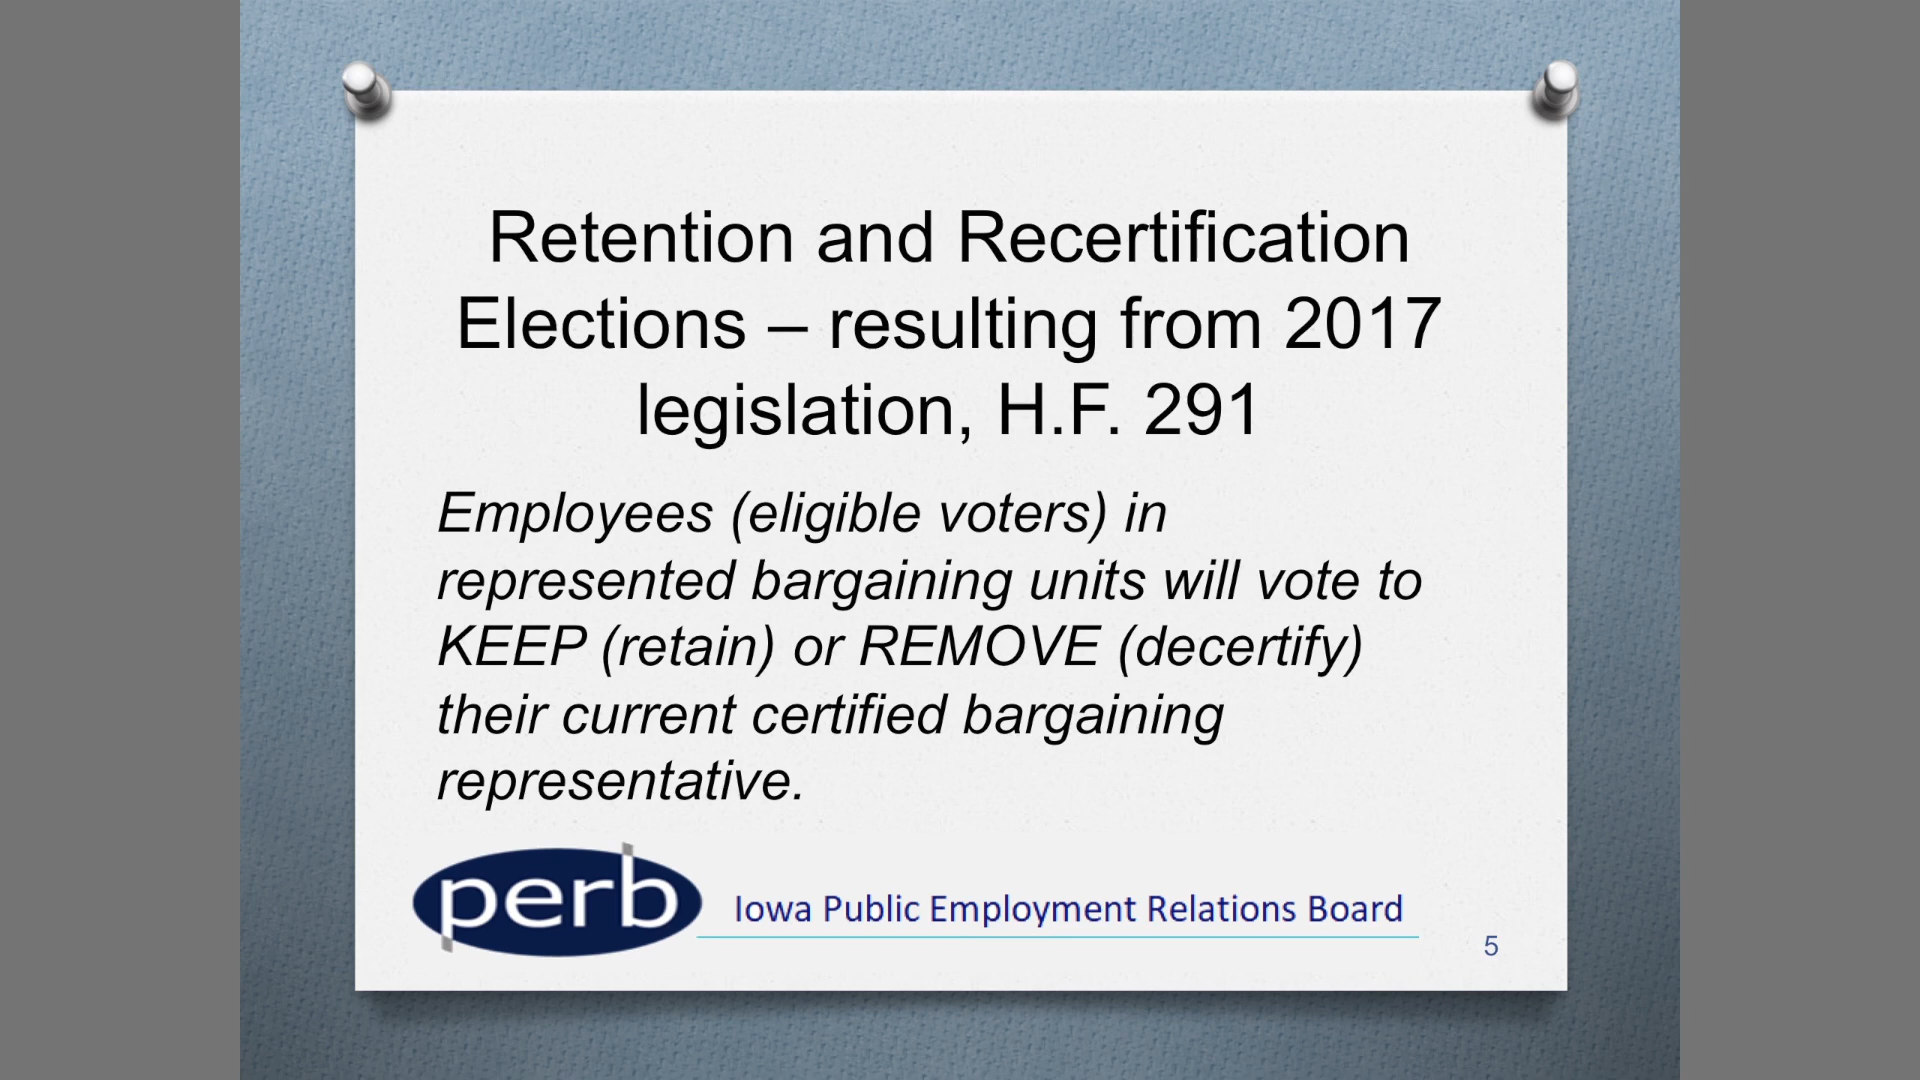 Retention and Recertification
Elections – resulting from 2017
legislation, H.F. 291
Employees (eligible voters) in
represented bargaining units will vote to
KEEP (retain) or REMOVE (decertify)
their current certified bargaining
representative.
perb
Iowa Public Employment Relations Board
5